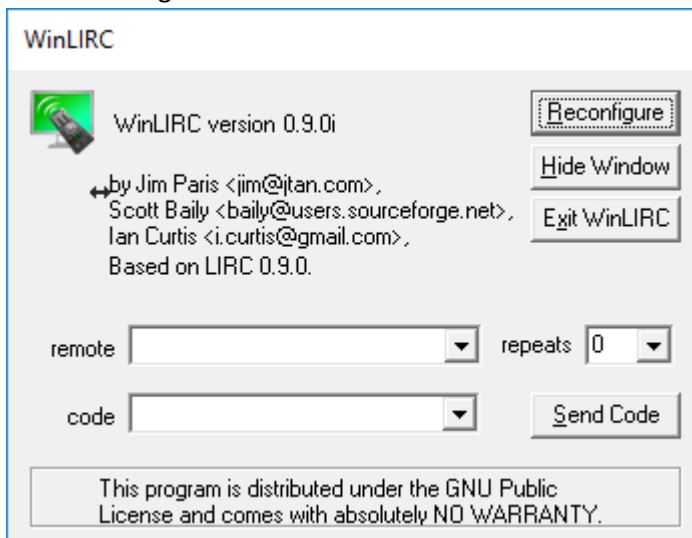 WinLIRC
WinLIRC version 0.9.0i
Reconfigure
Hide Window
Exit WinLIRC
by Jim Paris <jim@jtan.com>,
Scott Baily <baily@users.sourceforge.net>,
Ian Curtis <i.curtis@gmail.com>,
Based on LIRC 0.9.0.
remote
repeats 0
code
Send Code
This program is distributed under the GNU Public
License and comes with absolutely NO WARRANTY.